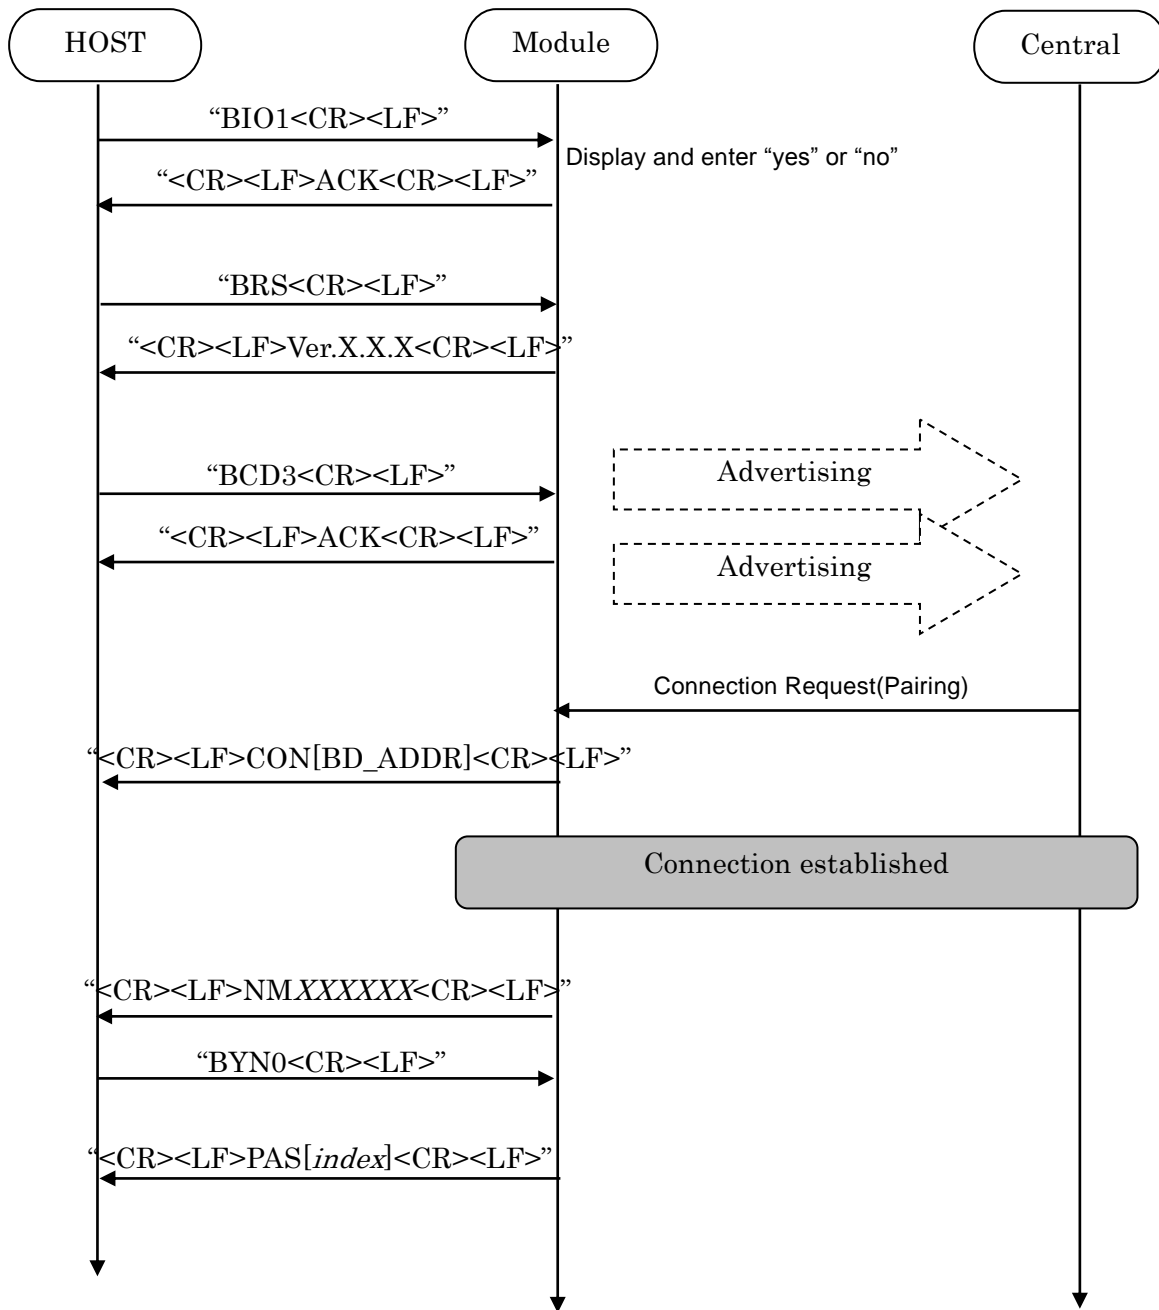 HOST
Module
Central
“BIO1<CR><LF>”
Display and enter “yes” or “no”
“<CR><LF>ACK<CR><LF>”
“BRS<CR><LF>”
“<CR><LF>Ver.X.X.X<CR><LF>”
“BCD3<CR><LF>”
Advertising
“<CR><LF>ACK<CR><LF>”
Advertising
Connection Request(Pairing)
“<CR><LF>CON[BD_ADDR]<CR><LF>”
Connection established
“<CR><LF>NMXXXXXX<CR><LF>”
“BYN0<CR><LF>”
“<CR><LF>PAS[index]<CR><LF>”